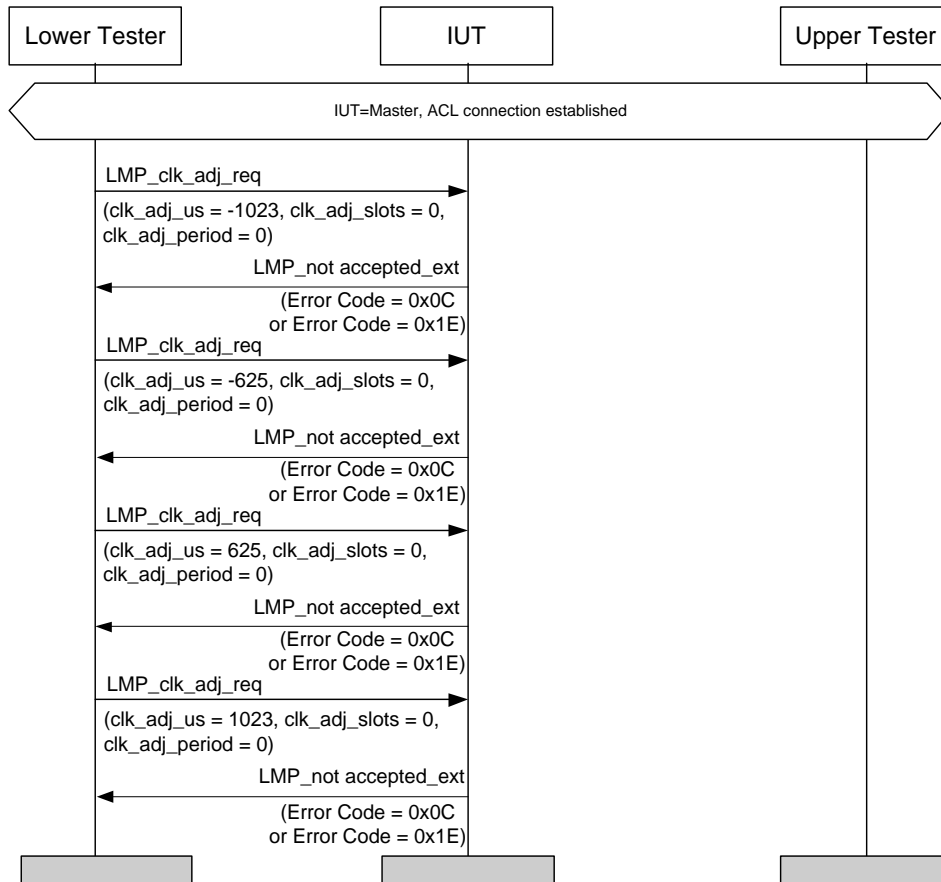 Lower Tester
IUT
Upper Tester
IUT=Master, ACL connection established
LMP_clk_adj_req
(clk_adj_us = -1023, clk_adj_slots = 0,
clk_adj_period = 0)
LMP_not accepted_ext
(Error Code = 0x0C
or Error Code = 0x1E)
LMP_clk_adj_req
(clk_adj_us = -625, clk_adj_slots = 0,
clk_adj_period = 0)
LMP_not accepted_ext
(Error Code = 0x0C
or Error Code = 0x1E)
LMP_clk_adj_req
(clk_adj_us = 625, clk_adj_slots = 0,
clk_adj_period = 0)
LMP_not accepted_ext
(Error Code = 0x0C
or Error Code = 0x1E)
LMP_clk_adj_req
(clk_adj_us = 1023, clk_adj_slots = 0,
clk_adj_period = 0)
LMP_not accepted_ext
(Error Code = 0x0C
or Error Code = 0x1E)